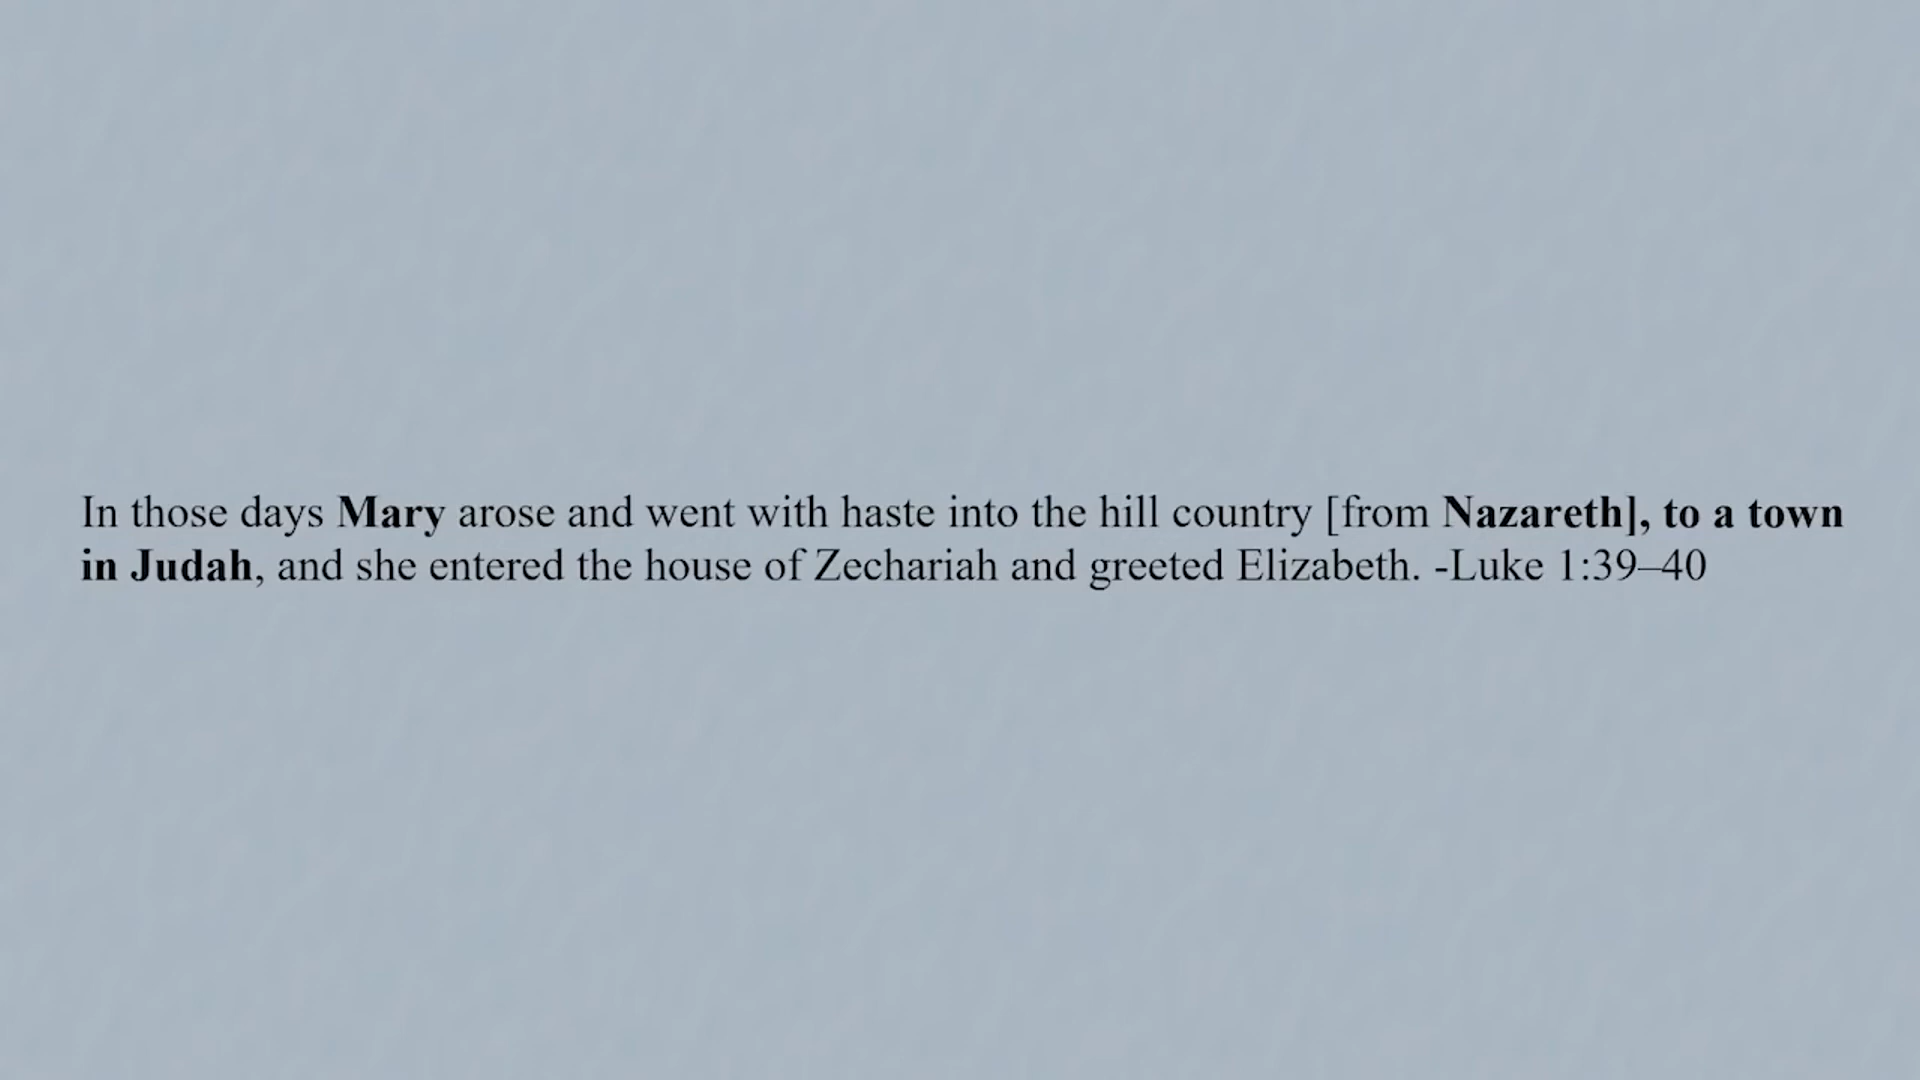 In those days Mary arose and went with haste into the hill country [from Nazareth], to a town
in Judah, and she entered the house of Zechariah and greeted Elizabeth. -Luke 1:39–40